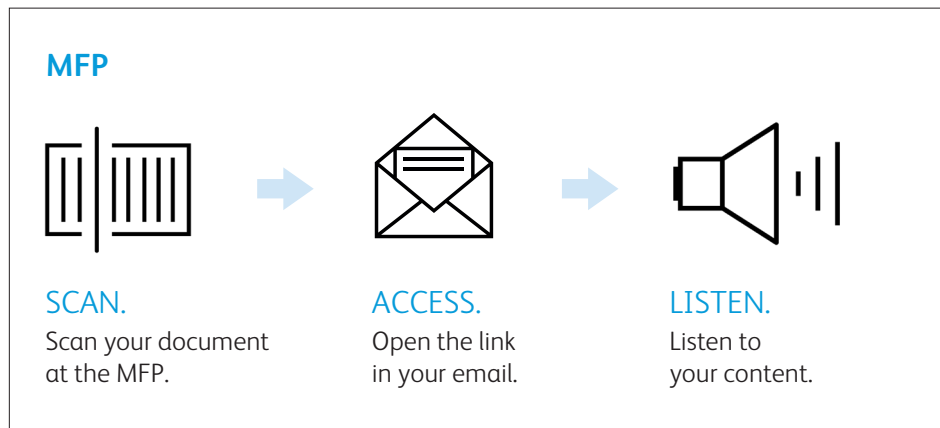 MFP
SCAN.
Scan your document
at the MFP.
ACCESS.
Open the link
in your email.
LISTEN.
Listen to
your content.